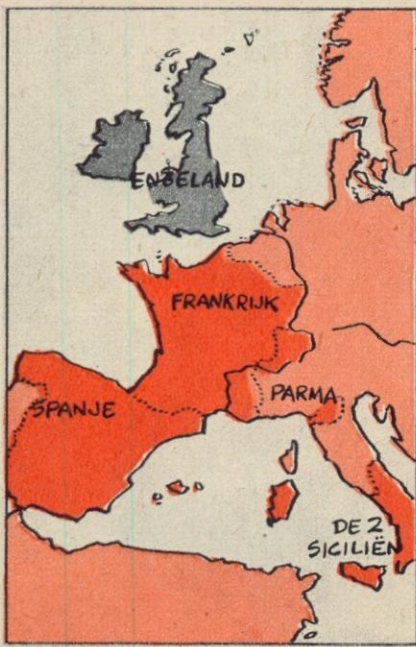 ENGELAND
FRANKRIJK
SPANJE
PARMA
DE 2
SICILIËN